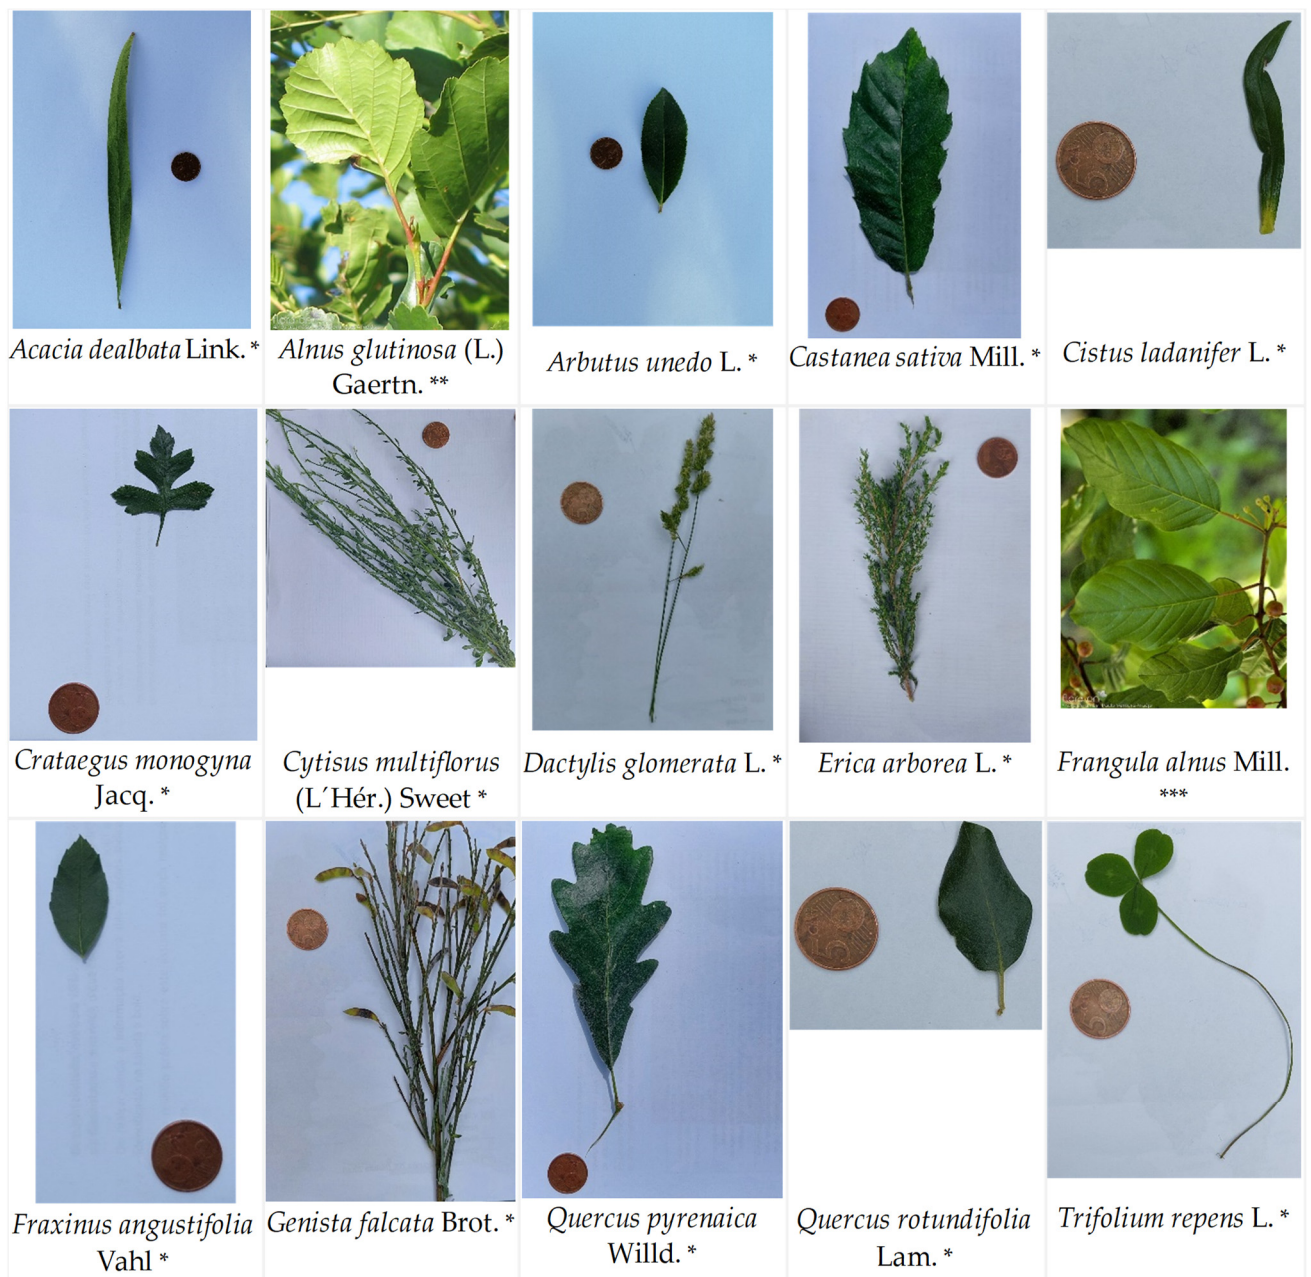 Acacia dealbata Link. *
Alnus glutinosa (L.)
Gaertn. **
Arbutus unedo L. *
Castanea sativa Mill. *
Cistus ladanifer L. *
Crataegus monogyna
Jacq. *
Cytisus multiflorus
(L´Hér.) Sweet *
Dactylis glomerata L. *
Erica arborea L. *
Frangula alnus Mill.
***
Fraxinus angustifolia
Vahl *
Genista falcata Brot. *
Quercus pyrenaica
Willd. *
Quercus rotundifolia
Lam. *
Trifolium repens L. *